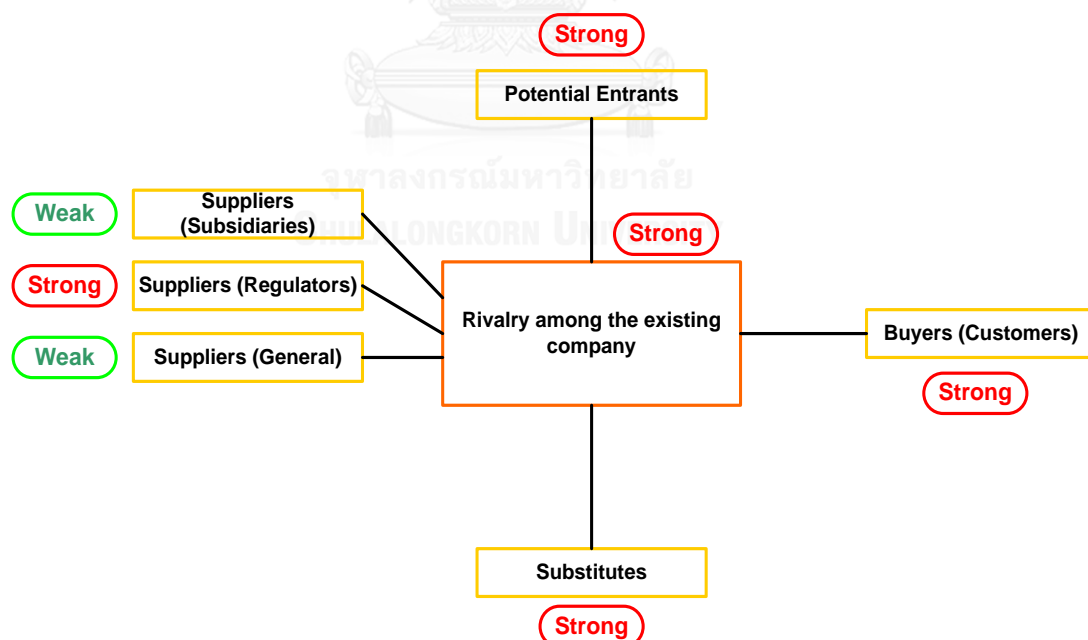 Strong
Potential Entrants
จุฬาลงกรณ์มหาวิทยาลัย
CHULALONGKORN UNIVERSITY
Weak
Suppliers
(Subsidiaries)
Strong
Strong
Suppliers (Regulators)
Weak
Suppliers (General)
Rivalry among the existing
company
Buyers (Customers)
Strong
Substitutes
Strong